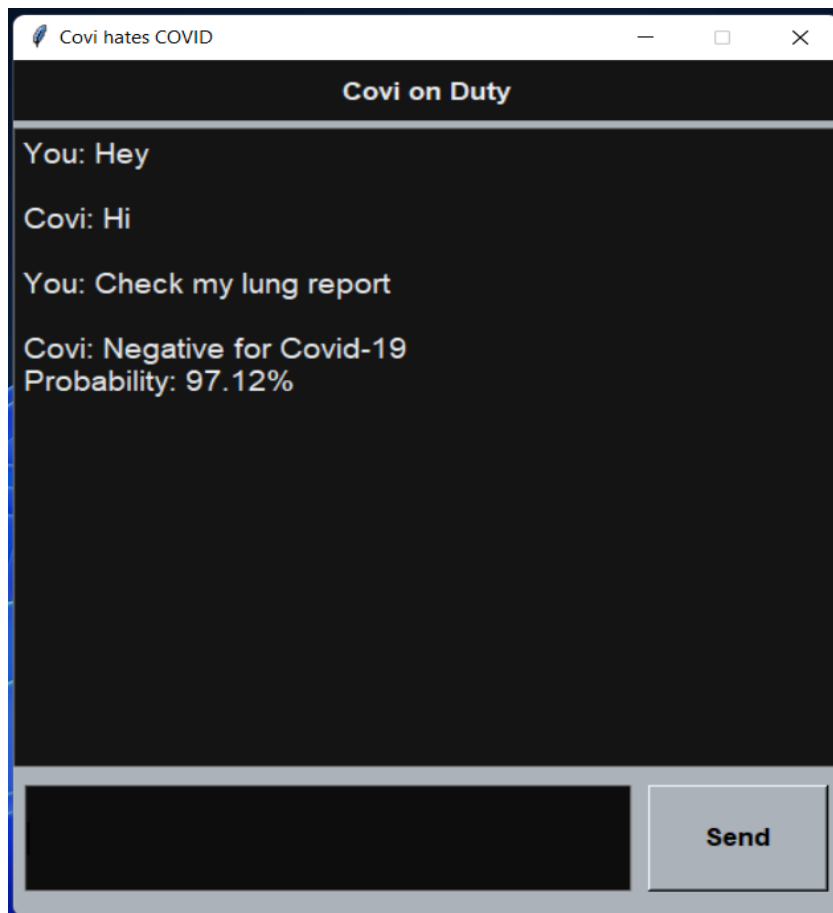 Covi hates COVID
Covi on Duty
You: Hey
Covi: Hi
You: Check my lung report
Covi: Negative for Covid-19
Probability: 97.12%
Send